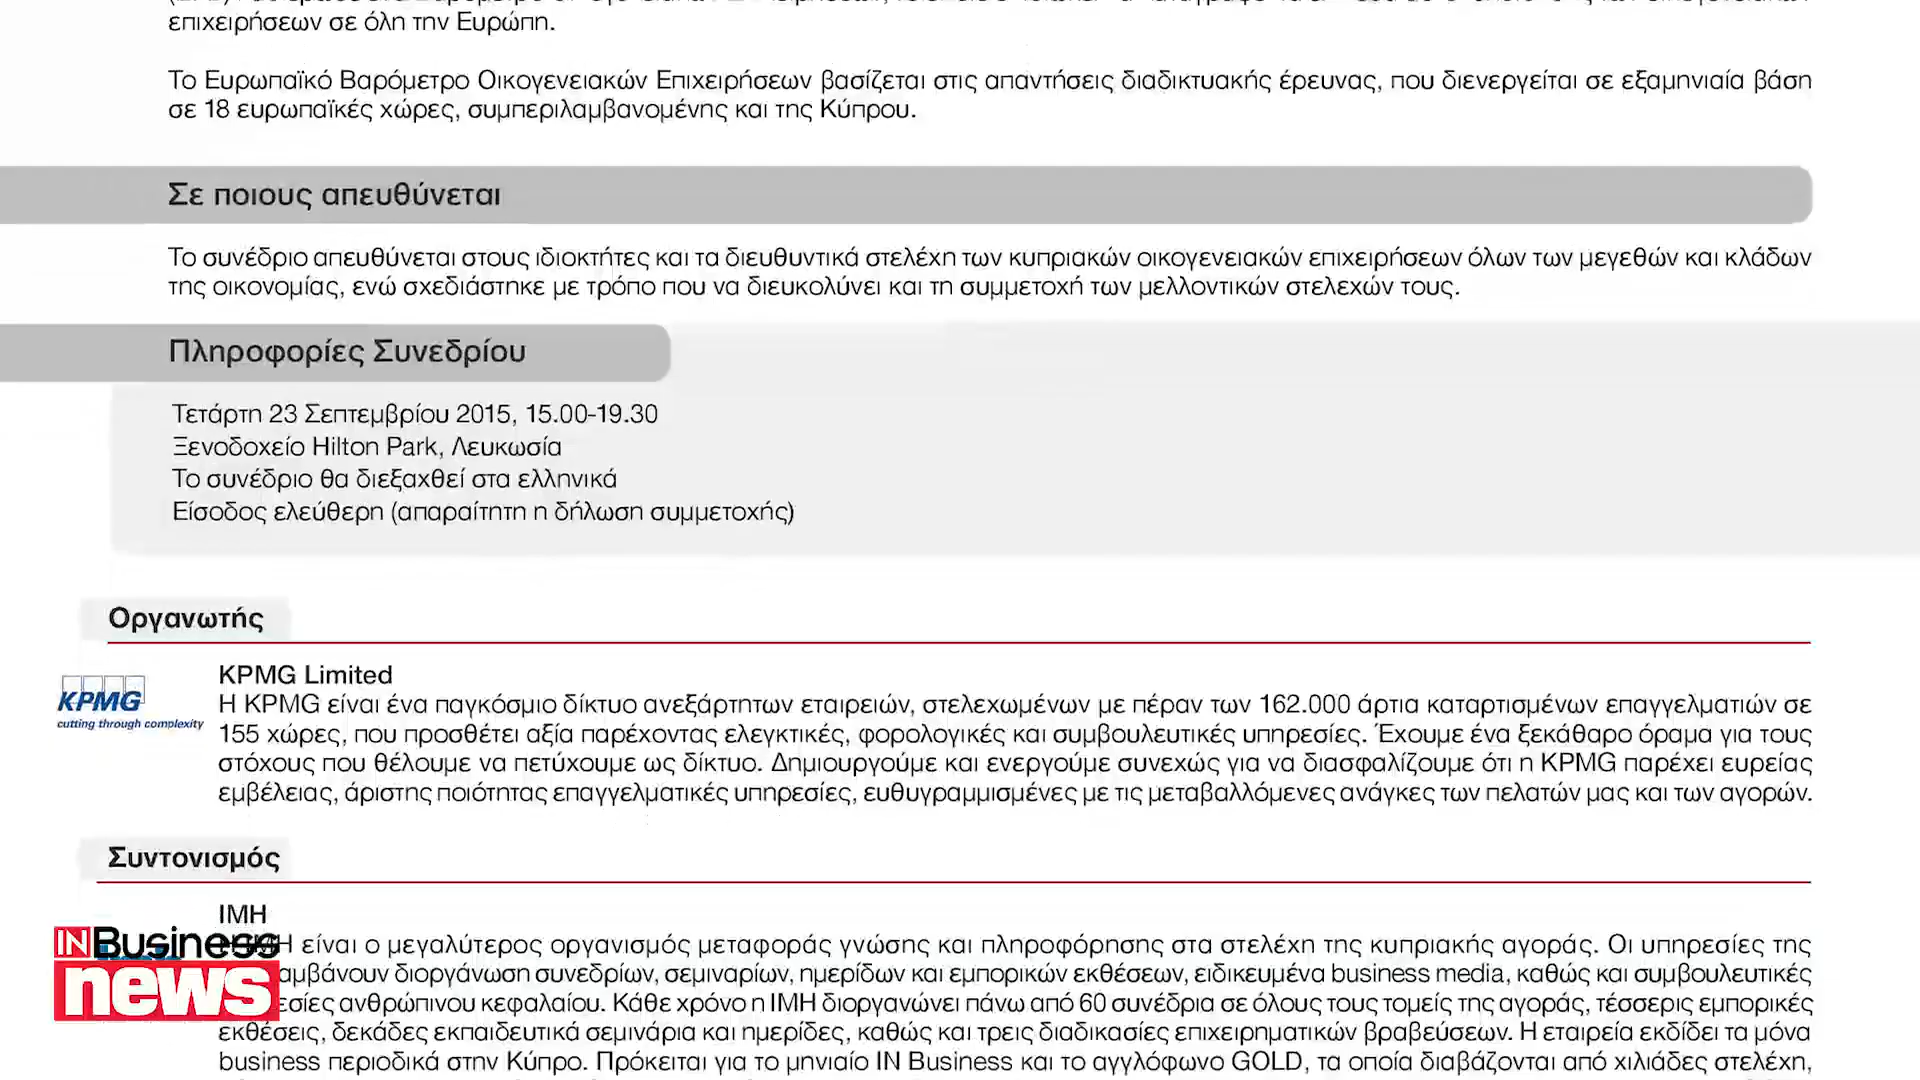 επιχειρήσεων σε όλη την Ευρώπη.
Το Ευρωπαϊκό Βαρόμετρο Οικογενειακών Επιχειρήσεων βασίζεται στις απαντήσεις διαδικτυακής έρευνας, που διενεργείται σε εξαμηνιαία βάση
σε 18 ευρωπαϊκές χώρες, συμπεριλαμβανομένης και της Κύπρου.
Σε ποιους απευθύνεται
Το συνέδριο απευθύνεται στους ιδιοκτήτες και τα διευθυντικά στελέχη των κυπριακών οικογενειακών επιχειρήσεων όλων των μεγεθών και κλάδων
της οικονομίας, ενώ σχεδιάστηκε με τρόπο που να διευκολύνει και τη συμμετοχή των μελλοντικών στελεχών τους.
Πληροφορίες Συνεδρίου
Τετάρτη 23 Σεπτεμβρίου 2015, 15.00-19.30
Ξενοδοχείο Hilton Park, Λευκωσία
Το συνέδριο θα διεξαχθεί στα ελληνικά
Είσοδος ελεύθερη (απαραίτητη η δήλωση συμμετοχής)
Οργανωτής
KPMG
cutting through complexity
KPMG Limited
Η KPMG είναι ένα παγκόσμιο δίκτυο ανεξάρτητων εταιρειών, στελεχωμένων με πέραν των 162.000 άρτια καταρτισμένων επαγγελματιών σε
155 χώρες, που προσθέτει αξία παρέχοντας ελεγκτικές, φορολογικές και συμβουλευτικές υπηρεσίες. Έχουμε ένα ξεκάθαρο όραμα για τους
στόχους που θέλουμε να πετύχουμε ως δίκτυο. Δημιουργούμε και ενεργούμε συνεχώς για να διασφαλίζουμε ότι η KPMG παρέχει ευρείας
εμβέλειας, άριστης ποιότητας επαγγελματικές υπηρεσίες, ευθυγραμμισμένες με τις μεταβαλλόμενες ανάγκες των πελατών μας και των αγορών.
Συντονισμός
IMH
Η IMH είναι ο μεγαλύτερος οργανισμός μεταφοράς γνώσης και πληροφόρησης στα στελέχη της κυπριακής αγοράς. Οι υπηρεσίες της
αμβάνουν διοργάνωση συνεδρίων, σεμιναρίων, ημερίδων και εμπορικών εκθέσεων, ειδικευμένα business media, καθώς και συμβουλευτικές
εσίες ανθρώπινου κεφαλαίου. Κάθε χρόνο η IMH διοργανώνει πάνω από 60 συνέδρια σε όλους τους τομείς της αγοράς, τέσσερις εμπορικές
εκθέσεις, δεκάδες εκπαιδευτικά σεμινάρια και ημερίδες, καθώς και τρεις διαδικασίες επιχειρηματικών βραβεύσεων. Η εταιρεία εκδίδει τα μόνα
business περιοδικά στην Κύπρο. Πρόκειται για το μηνιαίο IN Business και το αγγλόφωνο GOLD, τα οποία διαβάζονται από χιλιάδες στελέχη,
IN Business
news